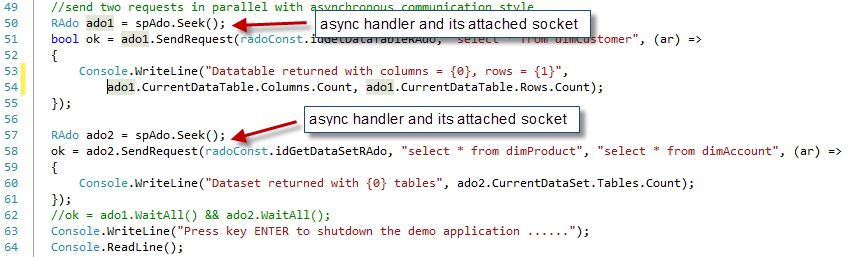 49 //send two requests in parallel with asynchronous communication style
50 RAdo ado1 = spAdo.Seek();
async handler and its attached socket
51 bool ok = ado1.SendRequest(radoConst.idGetDataTableRAdo, "select * from dimCustomer", (ar) =>
52 {
53 Console.WriteLine("Datatable returned with columns = {0}, rows = {1}",
54 ado1.CurrentDataTable.Columns.Count, ado1.CurrentDataTable.Rows.Count);
55 });
async handler and its attached socket
56
57 RAdo ado2 = spAdo.Seek();
58 ok = ado2.SendRequest(radoConst.idGetDataSetRAdo, "select * from dimProduct", "select * from dimAccount", (ar) =>
59 {
60 Console.WriteLine("Dataset returned with {0} tables", ado2.CurrentDataSet.Tables.Count);
61 });
62 //ok = ado1.WaitAll() && ado2.WaitAll();
63 Console.WriteLine("Press key ENTER to shutdown the demo application ......");
64 Console.ReadLine();